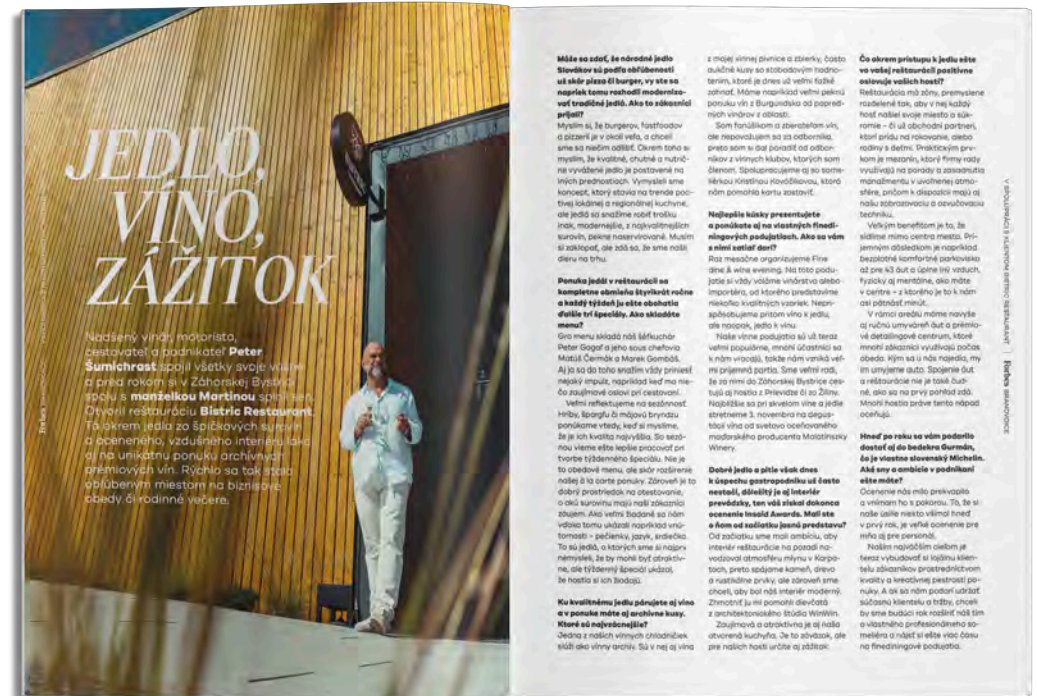 JEDLO,
VÍNO,
ZÁŽITOK
Nadšený vinár, motorista,
cestovateľ a podnikateľ Peter
Šumichrast spojil všetky svoje vášne
a pred rokom si v Záhorskej Bystrici
spolu s manželkou Martinou splnil sen.
Otvoril reštauráciu Bistric Restaurant.
Tá okrem jedla zo špičkových surovín
a oceneného, vzdušného interiéru láka
aj na unikátnu ponuku archívnych
prémiových vín. Rýchlo sa tak stala
obľúbeným miestom na biznisové
obedy či rodinné večere.
Môže sa zdať, že národné jedlo
Slovákov sú podľa obľúbenosti
už skôr pizza či burger, vy ste sa
napriek tomu rozhodli modernizo-
vať tradičné jedlá. Ako to zákazníci
prijali?
Myslím si, že burgerov, fastfoodov
a pizzerií je v okolí veľa, a chceli
sme sa niečím odlíšiť. Okrem toho si
myslím, že kvalitné, chutné a nutrič-
ne vyvážené jedlo je postavené na
iných prednostiach. Vymysleli sme
koncept, ktorý stavia na trende poc-
tivej lokálnej a regionálnej kuchyne,
ale jedlá sa snažíme robiť trošku
inak, modernejšie, z najkvalitnejších
surovín, pekne naservírované. Musím
si zaklopať, ale zdá sa, že sme našli
dieru na trhu.
Ponuka jedál v reštaurácii sa
kompletne obmieňa štyrikrát ročne
a každý týždeň ju ešte obohatia
ďalšie tri špeciály. Ako skladáte
menu?
Gro menu skladá náš šéfkuchár
Peter Gogaľ a jeho sous chefovia
Matúš Čermák a Marek Gombáš.
Aj ja sa do toho snažím vždy priniesť
nejaký impulz, napríklad keď ma nie-
čo zaujímavé osloví pri cestovaní.
Veľmi reflektujeme na sezónnosť.
Hríby, špargľu či májovú bryndzu
ponúkame vtedy, keď si myslíme,
že je ich kvalita najvyššia. So sezó-
nou vieme ešte lepšie pracovať pri
tvorbe týždenného špeciálu. Nie je
to obedové menu, ale skôr rozšírenie
našej à la carte ponuky. Zároveň je to
dobrý prostriedok na otestovanie,
o akú surovinu majú naši zákazníci
záujem. Ako veľmi žiadané sa nám
vďaka tomu ukázali napríklad vnú-
tornosti – pečienky, jazyk, srdiečko.
To sú jedlá, o ktorých sme si najprv
nemysleli, že by mohli byť atraktív-
ne, ale týždenný špeciál ukázal,
že hostia si ich žiadajú.
Ku kvalitnému jedlu párujete aj víno
a v ponuke máte aj archívne kusy.
Ktoré sú najvzácnejšie?
Jedna z našich vínnych chladničiek
slúži ako vínny archív. Sú v nej aj vína
z mojej vínnej pivnice a zbierky, často
aukčné kusy so stobodovým hodno-
tením, ktoré je dnes už veľmi ťažké
zohnať. Máme napríklad veľmi peknú
ponuku vín z Burgundska od popred-
ných vinárov z oblasti.
Som fanúšikom a zberateľom vín,
ale nepovažujem sa za odborníka,
preto som si dal poradiť od odbor-
níkov z vínnych klubov, ktorých som
členom. Spolupracujeme aj so some-
liérkou Kristínou Kováčikovou, ktorá
nám pomohla kartu zostaviť.
Najlepšie kúsky prezentujete
a ponúkate aj na vlastných finedi-
ningových podujatiach. Ako sa vám
s nimi zatiaľ darí?
Raz mesačne organizujeme Fine
dine & wine evening. Na toto podu-
jatie si vždy voláme vinárstvo alebo
importéra, od ktorého predstavíme
niekoľko kvalitných vzoriek. Nepri-
spôsobujeme pritom víno k jedlu,
ale naopak, jedlo k vínu.
Naše vínne podujatia sú už teraz
veľmi populárne, mnohí účastníci sa
k nám vracajú, takže nám vzniká veľ-
mi príjemná partia. Sme veľmi radi,
že za nimi do Záhorskej Bystrice ces-
tujú aj hostia z Prievidze či zo Žiliny.
Najbližšie sa pri skvelom víne a jedle
stretneme 3. novembra na degus-
tácii vína od svetovo oceňovaného
maďarského producenta Malatinszky
Winery.
Dobré jedlo a pitie však dnes
k úspechu gastropodniku už často
nestačí, dôležitý je aj interiér
prevádzky, ten váš získal dokonca
ocenenie Insaid Awards. Mali ste
o ňom od začiatku jasnú predstavu?
Od začiatku sme mali ambíciu, aby
interiér reštaurácie na pozadí na-
vodzoval atmosféru mlynu v Karpa-
toch, preto spájame kameň, drevo
a rustikálne prvky, ale zároveň sme
chceli, aby bol náš interiér moderný.
Zhmotniť ju mi pomohli dievčatá
z architektonického štúdia WinWin.
Zaujímavá a atraktívna je aj naša
otvorená kuchyňa. Je to záväzok, ale
pre našich hostí určite aj zážitok.
Čo okrem prístupu k jedlu ešte
vo vašej reštaurácii pozitívne
oslovuje vašich hostí?
Reštaurácia má zóny, premyslene
rozdelené tak, aby v nej každý
hosť našiel svoje miesto a súk-
romie – či už obchodní partneri,
ktorí prídu na rokovanie, alebo
rodiny s deťmi. Praktickým prv-
kom je mezanín, ktorý firmy rady
využívajú na porady a zasadnutia
manažmentu v uvoľnenej atmo-
sfére, pričom k dispozícii majú aj
našu zobrazovaciu a ozvučovaciu
techniku.
Veľkým benefitom je to, že
sídlime mimo centra mesta. Prí-
jemným dôsledkom je napríklad
bezplatné komfortné parkovisko
až pre 43 áut a úplne iný vzduch,
fyzicky aj mentálne, ako máte
v centre – z ktorého je to k nám
asi pätnásť minút.
V rámci areálu máme navyše
aj ručnú umyváreň áut a prémio-
vé detailingové centrum, ktoré
mnohí zákazníci využívajú počas
obeda. Kým sa u nás najedia, my
im umyjeme auto. Spojenie áut
a reštaurácie nie je také čud-
né, ako sa na prvý pohľad zdá.
Mnohí hostia práve tento nápad
oceňujú.
Hneď po roku sa vám podarilo
dostať aj do bedekra Gurmán,
čo je vlastne slovenský Michelin.
Aké sny a ambície v podnikaní
ešte máte?
Ocenenie nás milo prekvapilo
a vnímam ho s pokorou. To, že si
naše úsilie niekto všimol hneď
v prvý rok, je veľké ocenenie pre
mňa aj pre personál.
Naším najväčším cieľom je
teraz vybudovať si lojálnu klien-
telu zákazníkov prostredníctvom
kvality a kreatívnej pestrosti po-
nuky. A ak sa nám podarí udržať
súčasnú klientelu a tržby, chceli
by sme budúci rok rozšíriť náš tím
o vlastného profesionálneho so-
meliéra a nájsť si ešte viac času
na finediningové podujatia.
V SPOLUPRÁCI S KLIENTOM BISTRIC RESTAURANT | Forbes BRANDVOICE